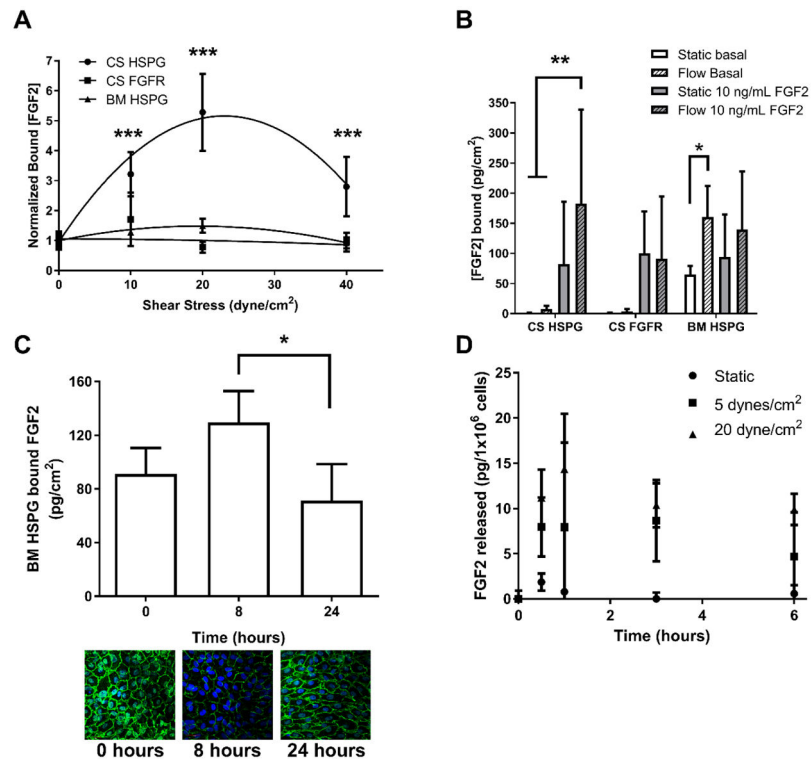 A
***
CS HSPG
CS FGFR
BM HSPG
***
***
Normalized Bound [FGF2]
7
6
5
4
3
2
1
0
0 10 20 30 40
Shear Stress (dyne/cm²)
B
Static basal
Flow Basal
Static 10 ng/mL FGF2
Flow 10 ng/mL FGF2
**
*
[FGF2] bound (pg/cm²)
350
300
250
200
150
100
50
0
CS HSPG CS FGFR BM HSPG
C
*
BM HSPG bound FGF2
(pg/cm²)
160
120
80
40
0
0 8 24
Time (hours)
0 hours 8 hours 24 hours
D
Static
5 dynes/cm²
20 dyne/cm²
FGF2 released (pg/1x10⁶ cells)
25
20
15
10
5
0
0 2 4 6
Time (hours)